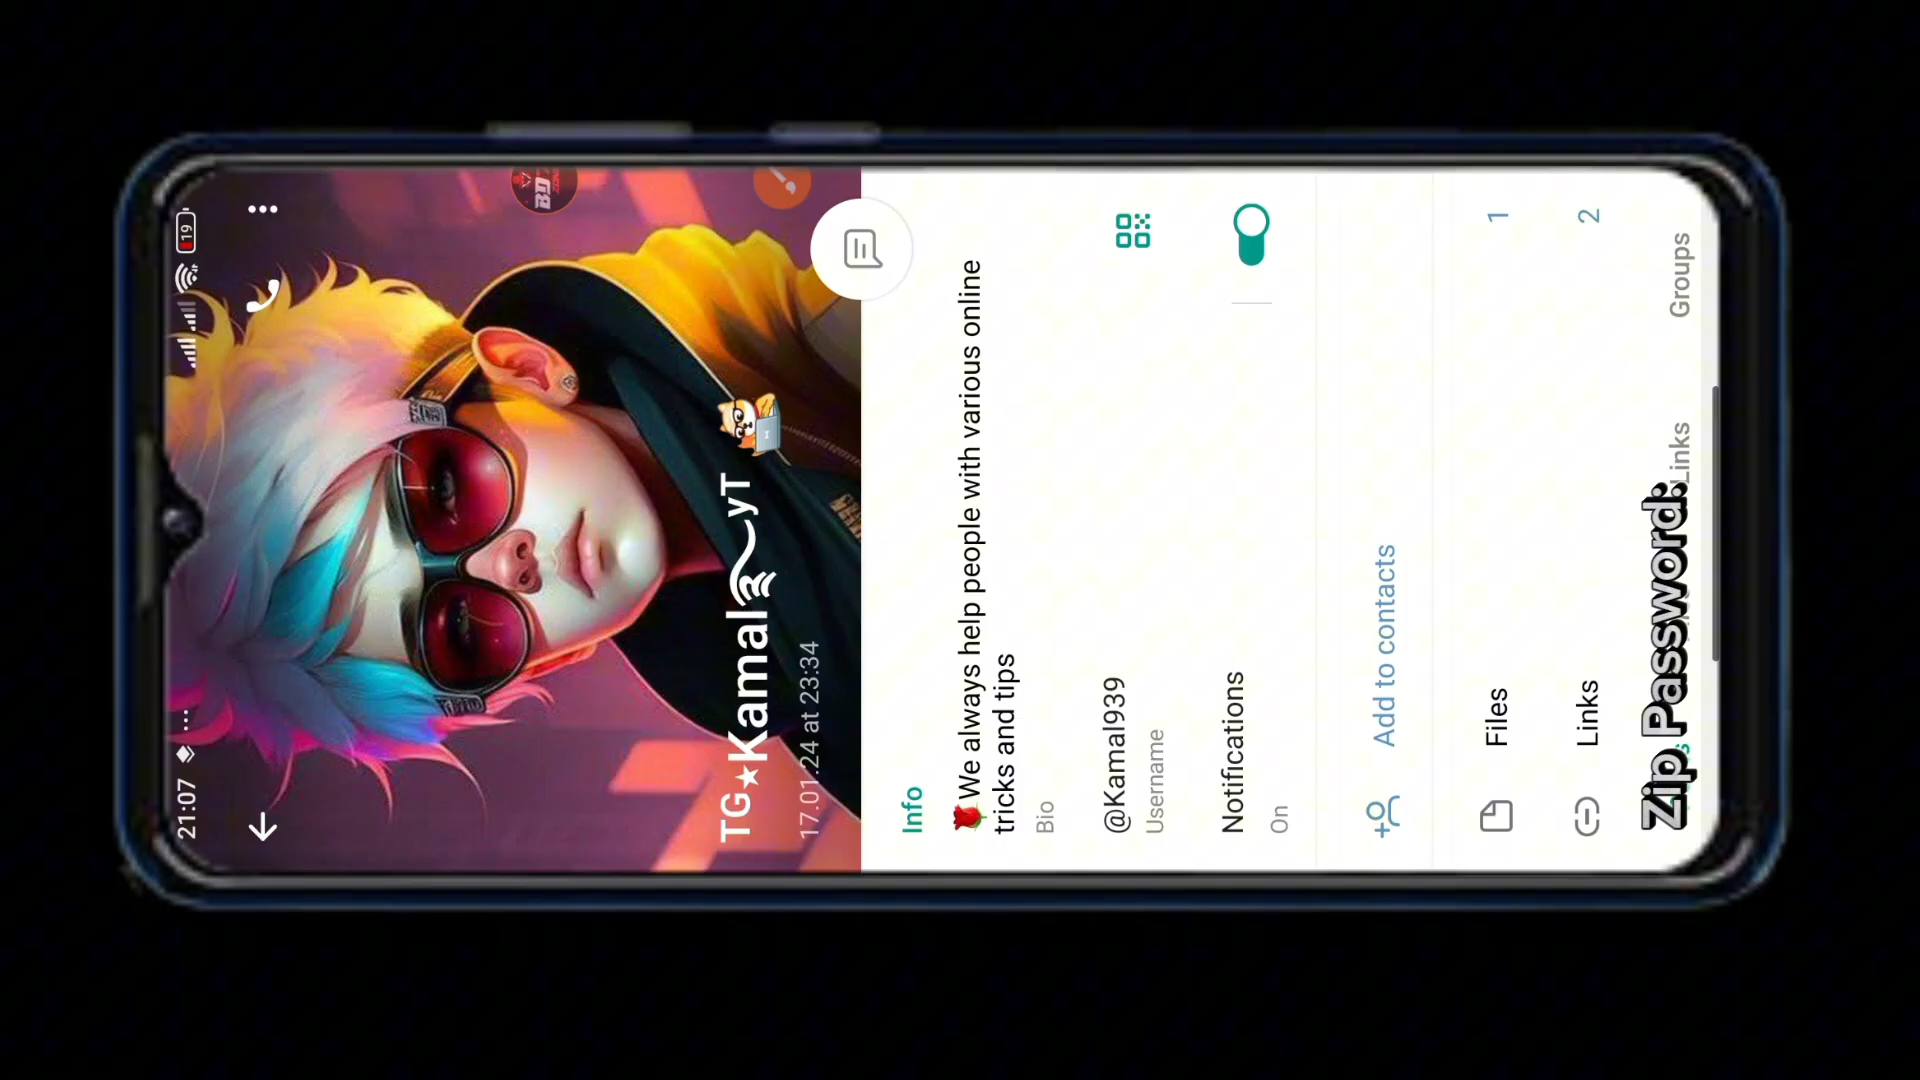 21:07 ...
19
TG★Kamal yT
17.01.24 at 23:34
Info
🌹We always help people with various online
tricks and tips
Bio
@Kamal939
Username
Notifications
On
Add to contacts
Files 1
Links 2
Links Groups
Zip Password: